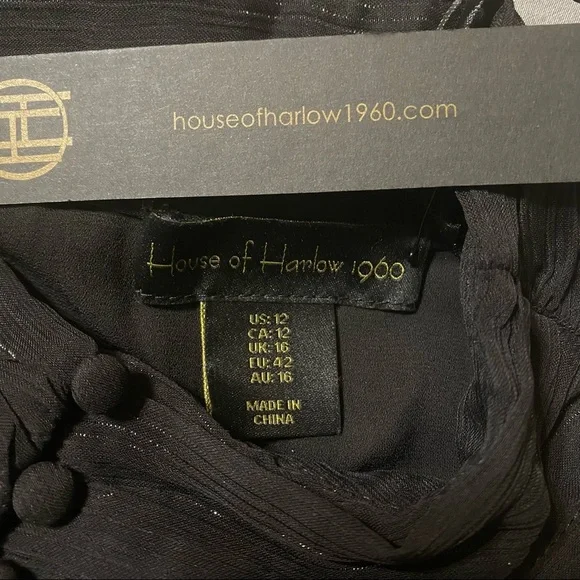 houseofharlow1960.com
House of Harlow 1960
US: 12
CA: 12
UK: 16
EU: 42
AU: 16
MADE IN
CHINA